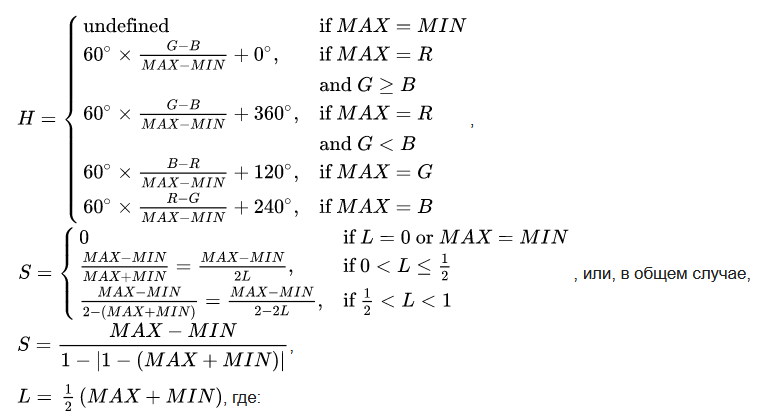 H = { undefined if MAX = MIN
60° × (G−B)/(MAX−MIN) + 0°, if MAX = R
and G ≥ B
60° × (G−B)/(MAX−MIN) + 360°, if MAX = R
and G < B
60° × (B−R)/(MAX−MIN) + 120°, if MAX = G
60° × (R−G)/(MAX−MIN) + 240°, if MAX = B ,
S = { 0 if L = 0 or MAX = MIN
(MAX−MIN)/(MAX+MIN) = (MAX−MIN)/(2L), if 0 < L ≤ 1/2
(MAX−MIN)/(2−(MAX+MIN)) = (MAX−MIN)/(2−2L), if 1/2 < L < 1 , или, в общем случае,
S = (MAX − MIN)/(1 − |1 − (MAX + MIN)|) ,
L = 1/2 (MAX + MIN), где: